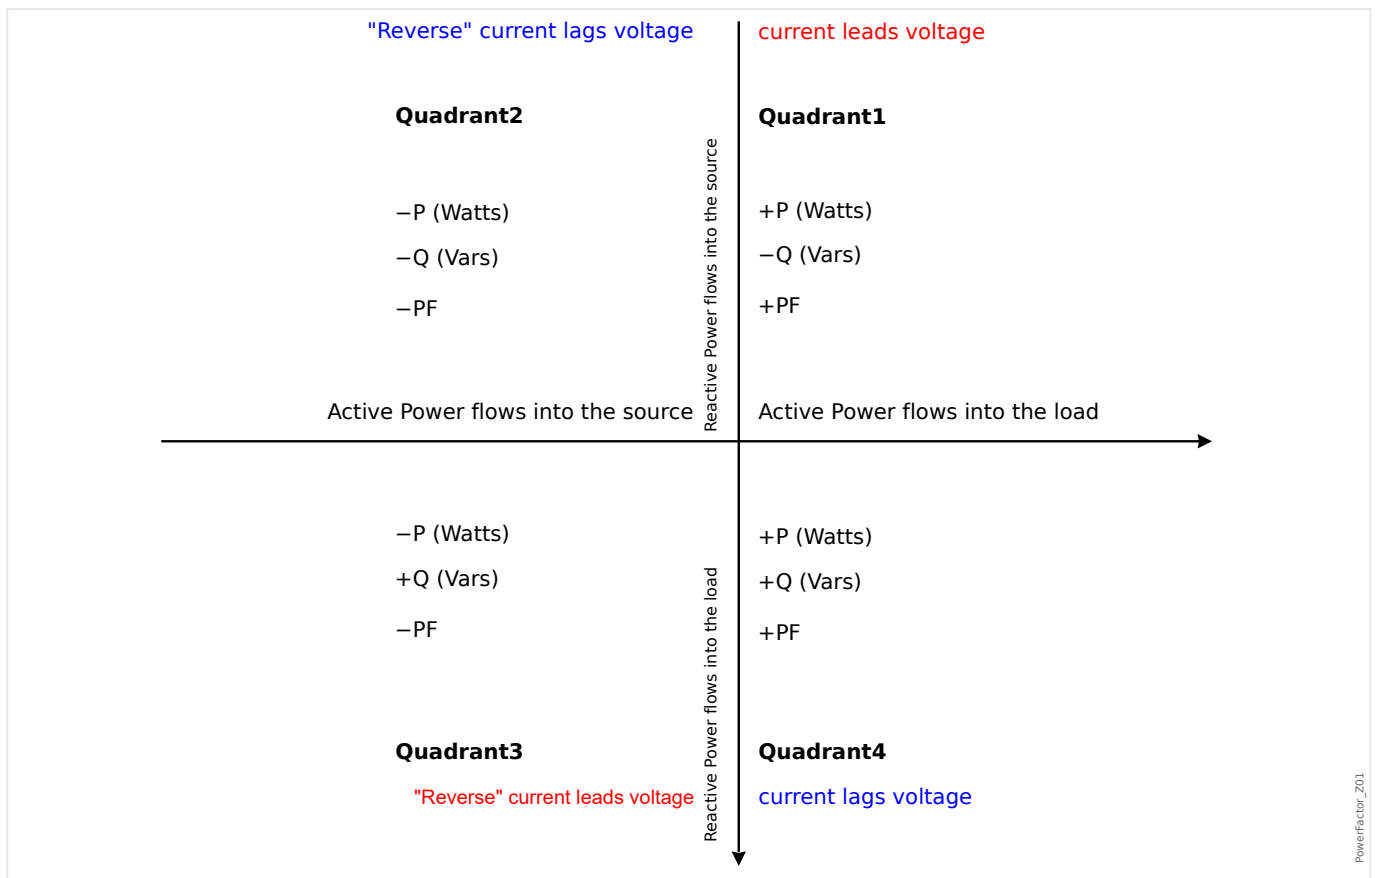 "Reverse" current lags voltage
current leads voltage
Quadrant2
Quadrant1
Reactive Power flows into the source
−P (Watts)
−Q (Vars)
−PF
+P (Watts)
−Q (Vars)
+PF
Active Power flows into the source
Active Power flows into the load
−P (Watts)
+Q (Vars)
−PF
+P (Watts)
+Q (Vars)
+PF
Reactive Power flows into the load
Quadrant3
Quadrant4
"Reverse" current leads voltage
current lags voltage
PowerFactor_Z01